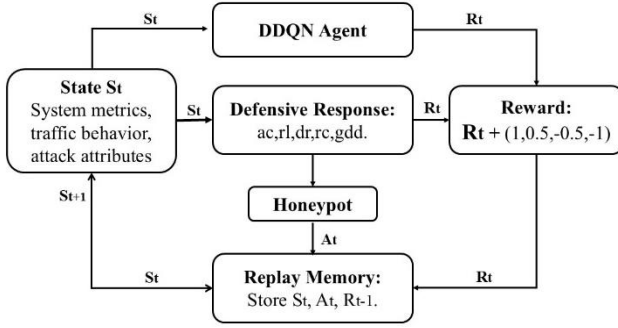 St
DDQN Agent
Rt
State St
System metrics,
traffic behavior,
attack attributes
St
Defensive Response:
ac,rl,dr,rc,gdd.
Rt
Reward:
Rt + (1,0.5,-0.5,-1)
Honeypot
St+1
At
St
Replay Memory:
Store St, At, Rt-1.
Rt